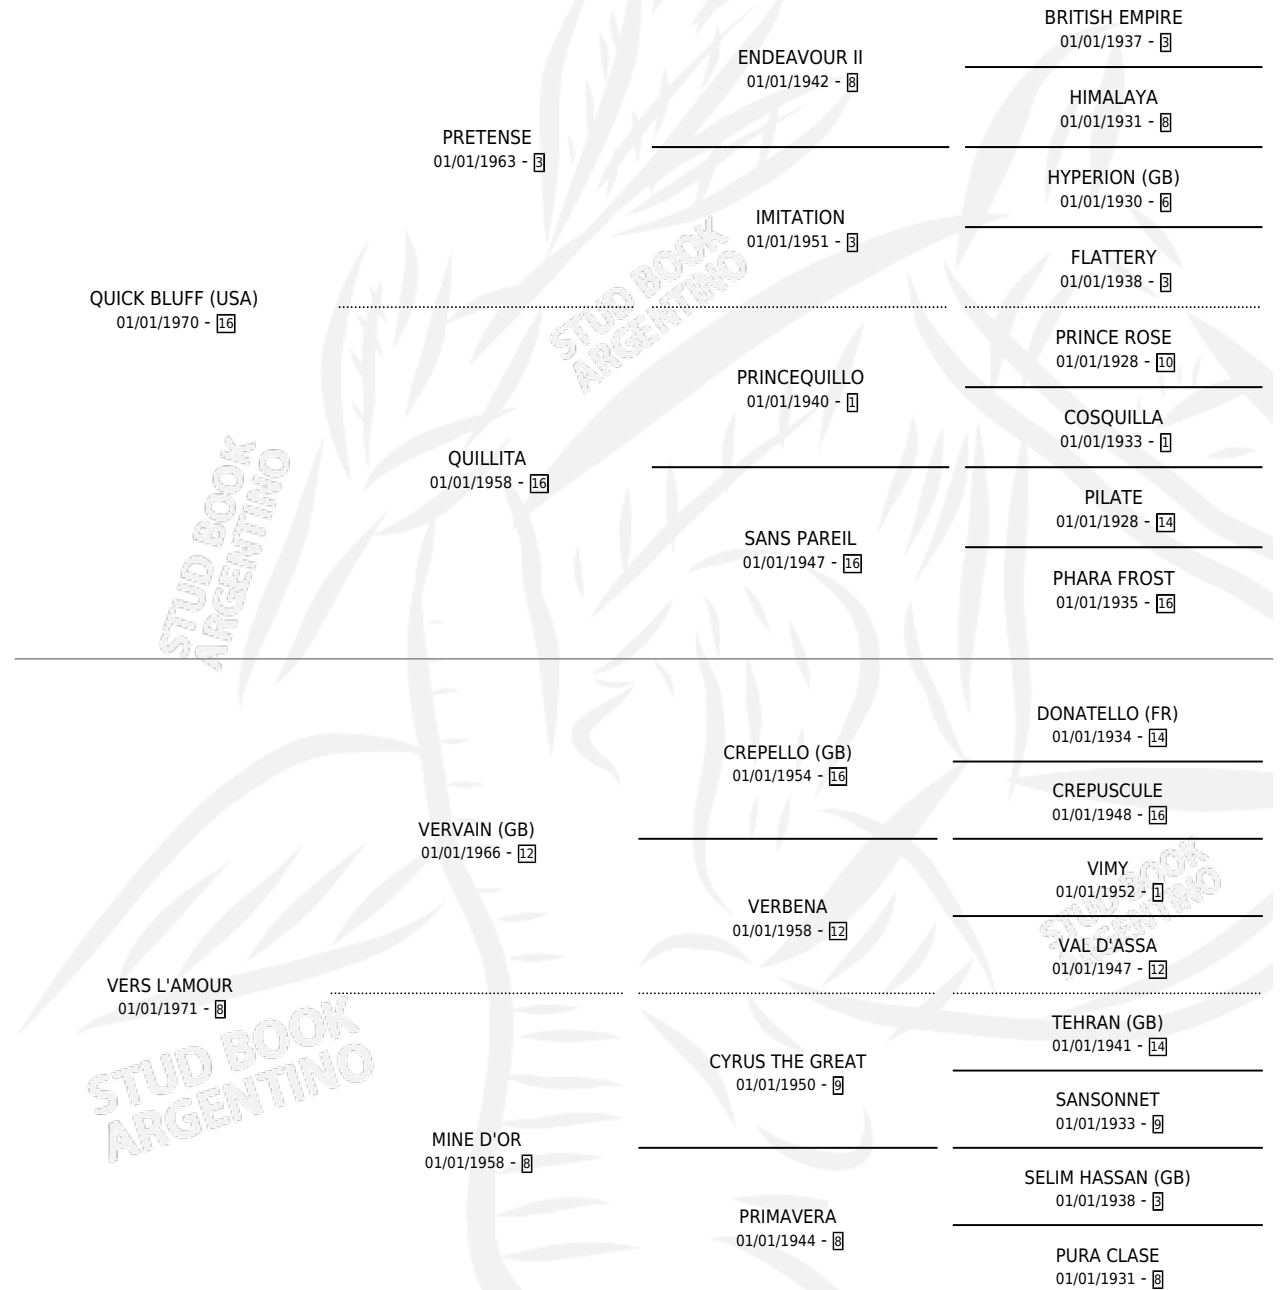 BRITISH EMPIRE
01/01/1937 - 3
ENDEAVOUR II
01/01/1942 - 8
HIMALAYA
01/01/1931 - 8
PRETENSE
01/01/1963 - 3
HYPERION (GB)
01/01/1930 - 6
IMITATION
01/01/1951 - 3
FLATTERY
01/01/1938 - 3
QUICK BLUFF (USA)
01/01/1970 - 16
STUD BOOK
ARGENTINO
PRINCE ROSE
01/01/1928 - 10
PRINCEQUILLO
01/01/1940 - 1
COSQUILLA
01/01/1933 - 1
QUILLITA
01/01/1958 - 16
PILATE
01/01/1928 - 14
SANS PAREIL
01/01/1947 - 16
PHARA FROST
01/01/1935 - 16
STUD BOOK
ARGENTINO
DONATELLO (FR)
01/01/1934 - 14
CREPELLO (GB)
01/01/1954 - 16
CREPUSCULE
01/01/1948 - 16
VERVAIN (GB)
01/01/1966 - 12
VIMY
01/01/1952 - 1
VERBENA
01/01/1958 - 12
STUD BOOK
ARGENTINO
VAL D'ASSA
01/01/1947 - 12
VERS L'AMOUR
01/01/1971 - 8
TEHRAN (GB)
01/01/1941 - 14
CYRUS THE GREAT
01/01/1950 - 9
SANSONNET
01/01/1933 - 9
STUD BOOK
ARGENTINO
MINE D'OR
01/01/1958 - 8
SELIM HASSAN (GB)
01/01/1938 - 3
PRIMAVERA
01/01/1944 - 8
PURA CLASE
01/01/1931 - 8